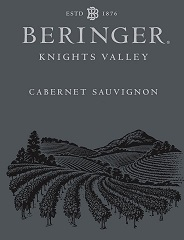 ESTD B 1876
BERINGER®
KNIGHTS VALLEY
CABERNET SAUVIGNON